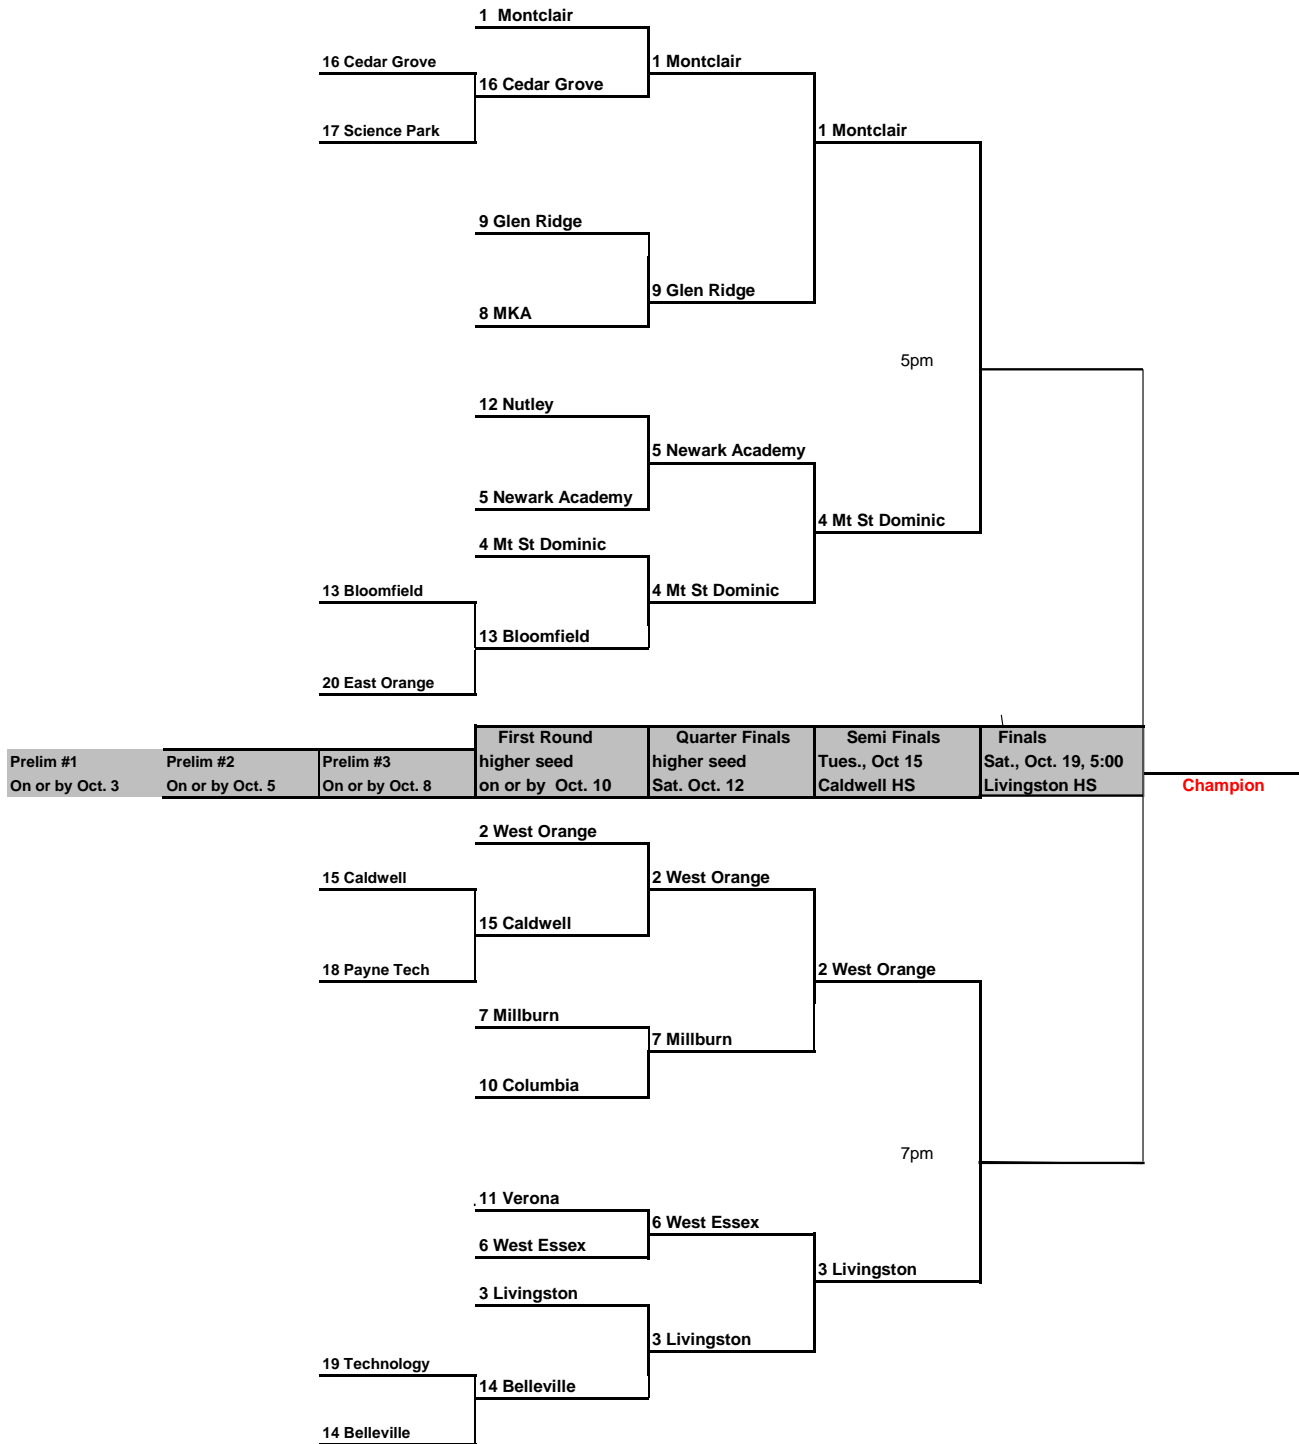 1 Montclair
16 Cedar Grove
1 Montclair
16 Cedar Grove
17 Science Park
1 Montclair
9 Glen Ridge
9 Glen Ridge
8 MKA
5pm
12 Nutley
5 Newark Academy
5 Newark Academy
4 Mt St Dominic
4 Mt St Dominic
13 Bloomfield
4 Mt St Dominic
13 Bloomfield
20 East Orange
First Round
Quarter Finals
Semi Finals
Finals
Prelim #1
Prelim #2
Prelim #3
higher seed
higher seed
Tues., Oct 15
Sat., Oct. 19, 5:00
On or by Oct. 3
On or by Oct. 5
On or by Oct. 8
on or by Oct. 10
Sat. Oct. 12
Caldwell HS
Livingston HS
Champion
2 West Orange
15 Caldwell
2 West Orange
15 Caldwell
18 Payne Tech
2 West Orange
7 Millburn
7 Millburn
10 Columbia
7pm
11 Verona
6 West Essex
6 West Essex
3 Livingston
3 Livingston
3 Livingston
19 Technology
14 Belleville
14 Belleville